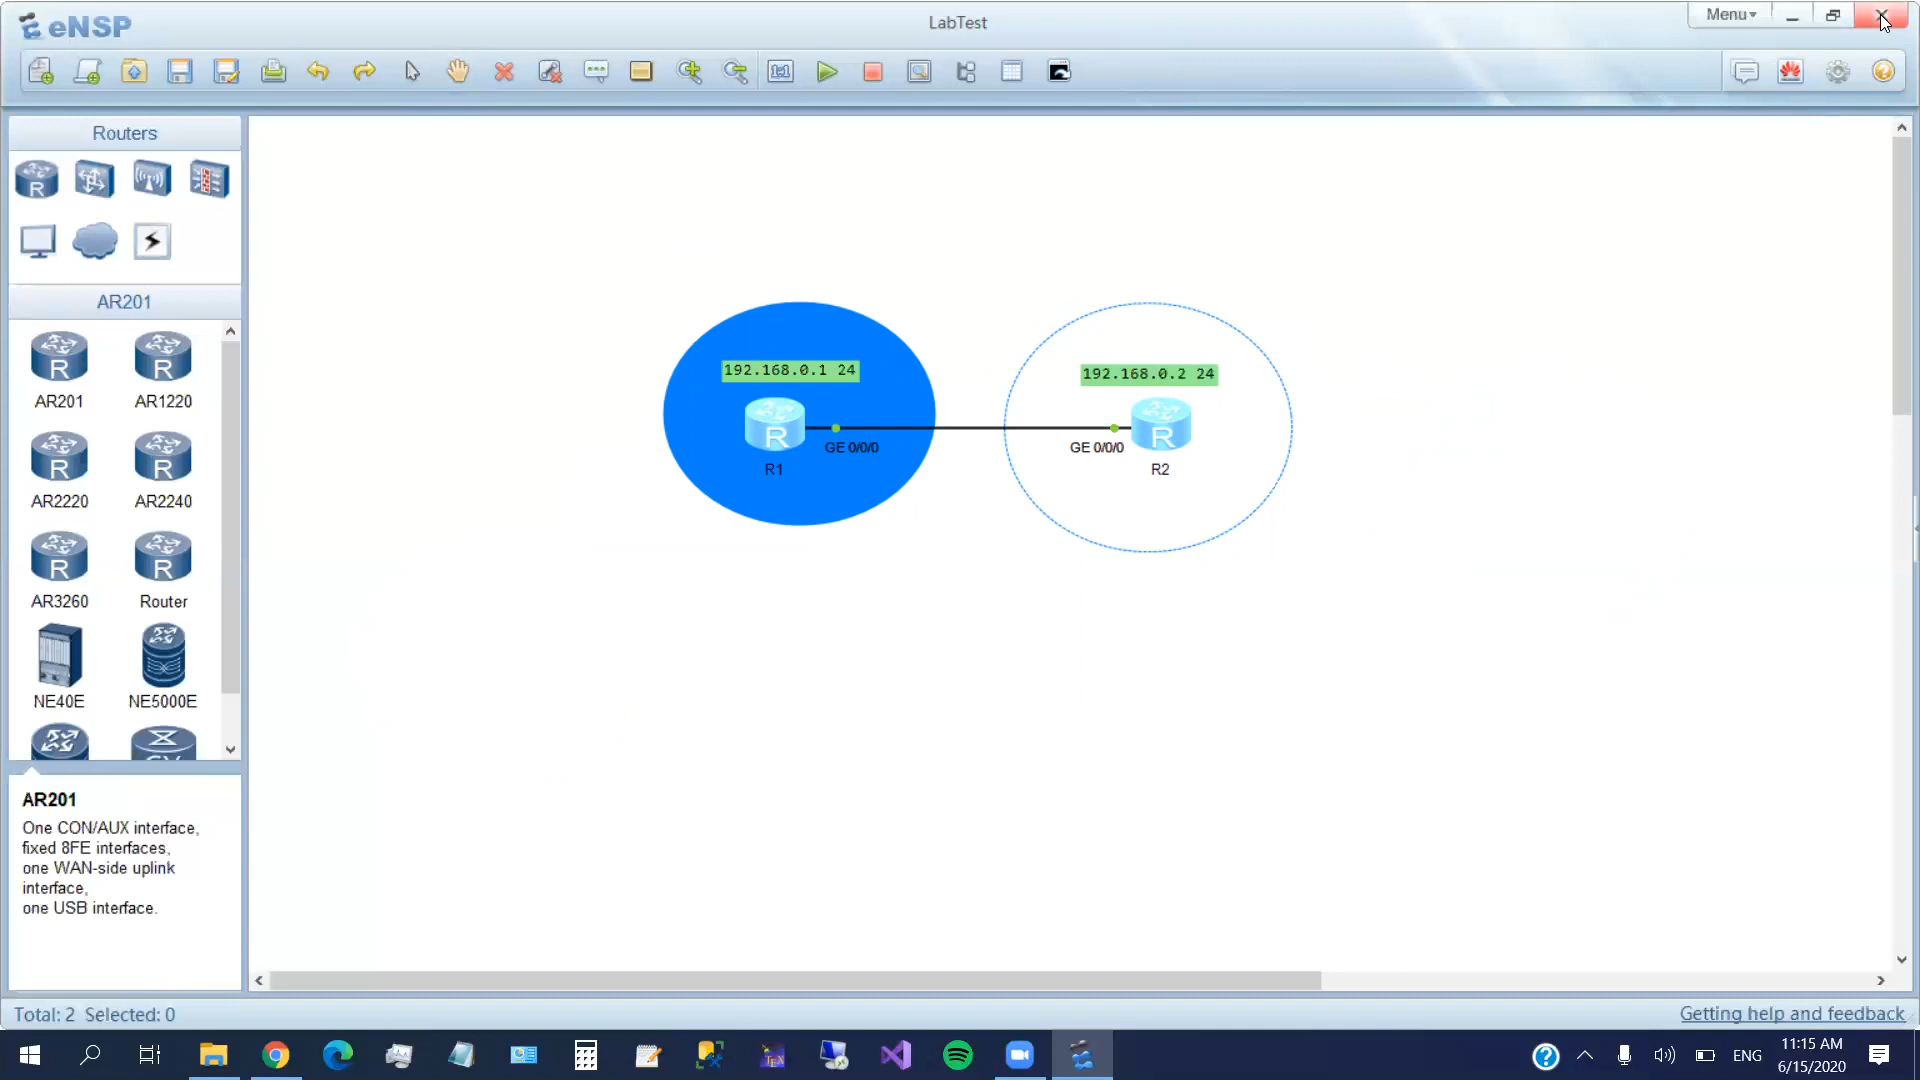 eNSP
LabTest
Menu
Routers
R
AR201
R
R
AR201
AR1220
R
R
AR2220
AR2240
R
R
AR3260
Router
NE40E
NE5000E
AR201
One CON/AUX interface,
fixed 8FE interfaces,
one WAN-side uplink
interface,
one USB interface.
192.168.0.1 24
192.168.0.2 24
R
R
GE 0/0/0
GE 0/0/0
R1
R2
Total: 2 Selected: 0
Getting help and feedback
ENG
11:15 AM
6/15/2020